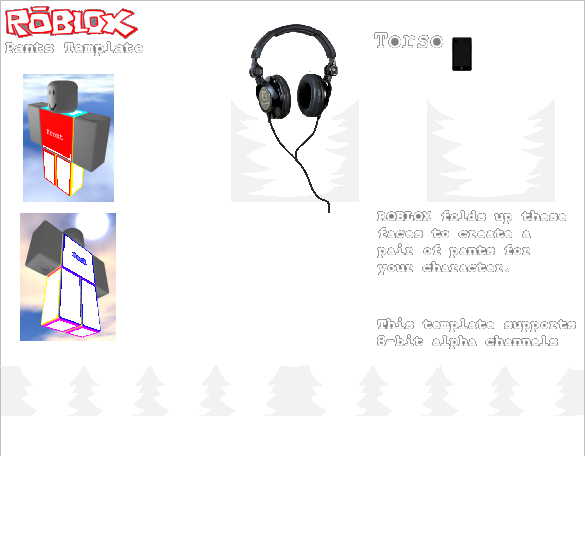 ROBLOX
Pants Template
Torso
Front
ROBLOX folds up these
faces to create a
pair of pants for
your character.
This template supports
8-bit alpha channels